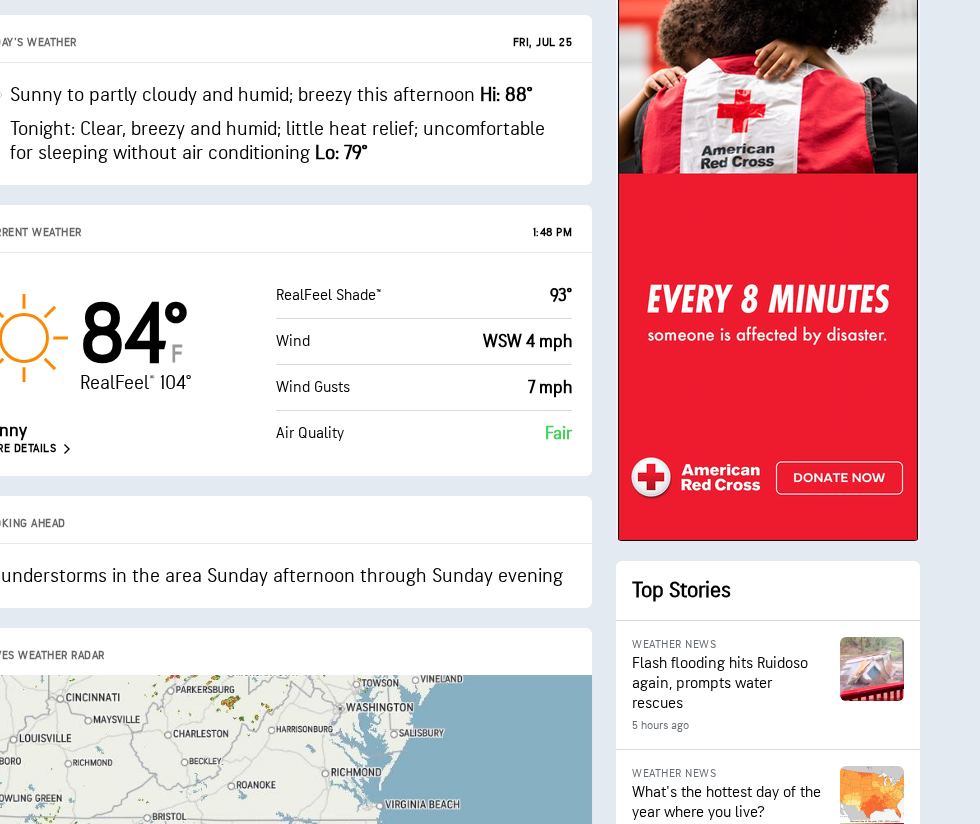 AY'S WEATHER
FRI, JUL 25
Sunny to partly cloudy and humid; breezy this afternoon Hi: 88°
Tonight: Clear, breezy and humid; little heat relief; uncomfortable
for sleeping without air conditioning Lo: 79°
RRENT WEATHER
1:48 PM
84°F
RealFeel® 104°
nny
RE DETAILS
RealFeel Shade™
93°
Wind
WSW 4 mph
Wind Gusts
7 mph
Air Quality
Fair
OKING AHEAD
understorms in the area Sunday afternoon through Sunday evening
VES WEATHER RADAR
CINCINNATI
PARKERSBURG
TOWSON
VINELAND
MAYSVILLE
WASHINGTON
LOUISVILLE
CHARLESTON
HARRISONBURG
SALISBURY
BORO
RICHMOND
BECKLEY
ROANOKE
RICHMOND
OWLING GREEN
BRISTOL
VIRGINIA BEACH
American
Red Cross
EVERY 8 MINUTES
someone is affected by disaster.
American
Red Cross
DONATE NOW
Top Stories
WEATHER NEWS
Flash flooding hits Ruidoso
again, prompts water
rescues
5 hours ago
WEATHER NEWS
What's the hottest day of the
year where you live?